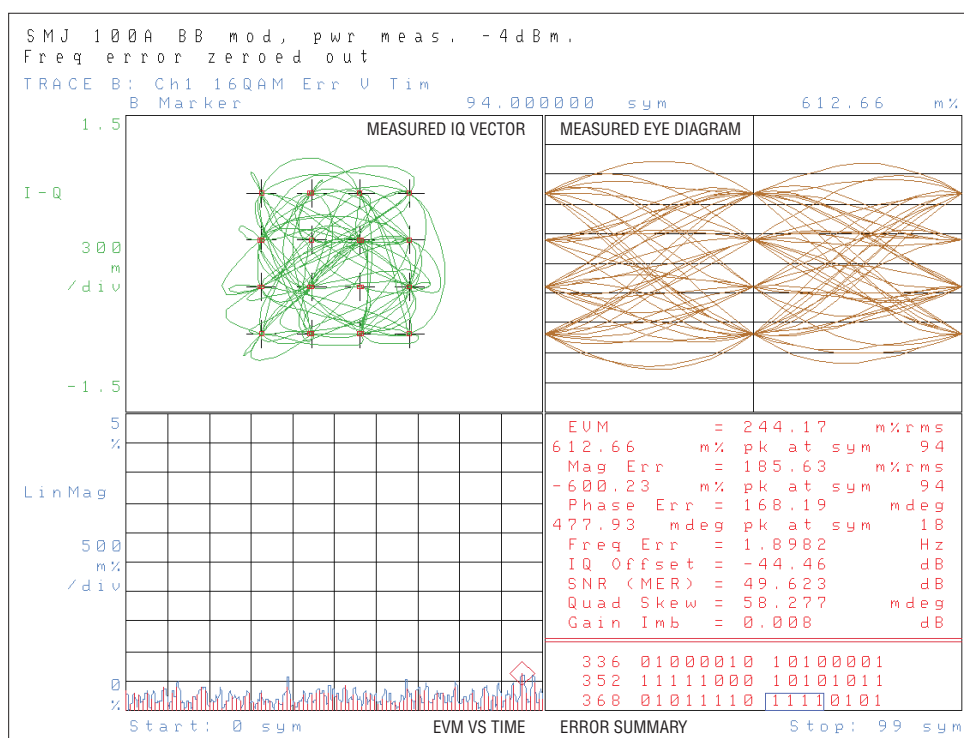 SMJ 100A BB mod, pwr meas. -4dBm.
Freq error zeroed out
TRACE B: Ch1 16QAM Err V Tim
B Marker 94.000000 sym 612.66 m%
1.5
I-Q
300
m
/div
-1.5
MEASURED IQ VECTOR
MEASURED EYE DIAGRAM
5
%
LinMag
500
m%
/div
0
%
Start: 0 sym
EVM VS TIME
EVM = 244.17 m%rms
612.66 m% pk at sym 94
Mag Err = 185.63 m%rms
-600.23 m% pk at sym 94
Phase Err = 168.19 mdeg
477.93 mdeg pk at sym 18
Freq Err = 1.8982 Hz
IQ Offset = -44.46 dB
SNR (MER) = 49.623 dB
Quad Skew = 58.277 mdeg
Gain Imb = 0.008 dB
336 01000010 10100001
352 11111000 10101011
368 01011110 11110101
ERROR SUMMARY
Stop: 99 sym